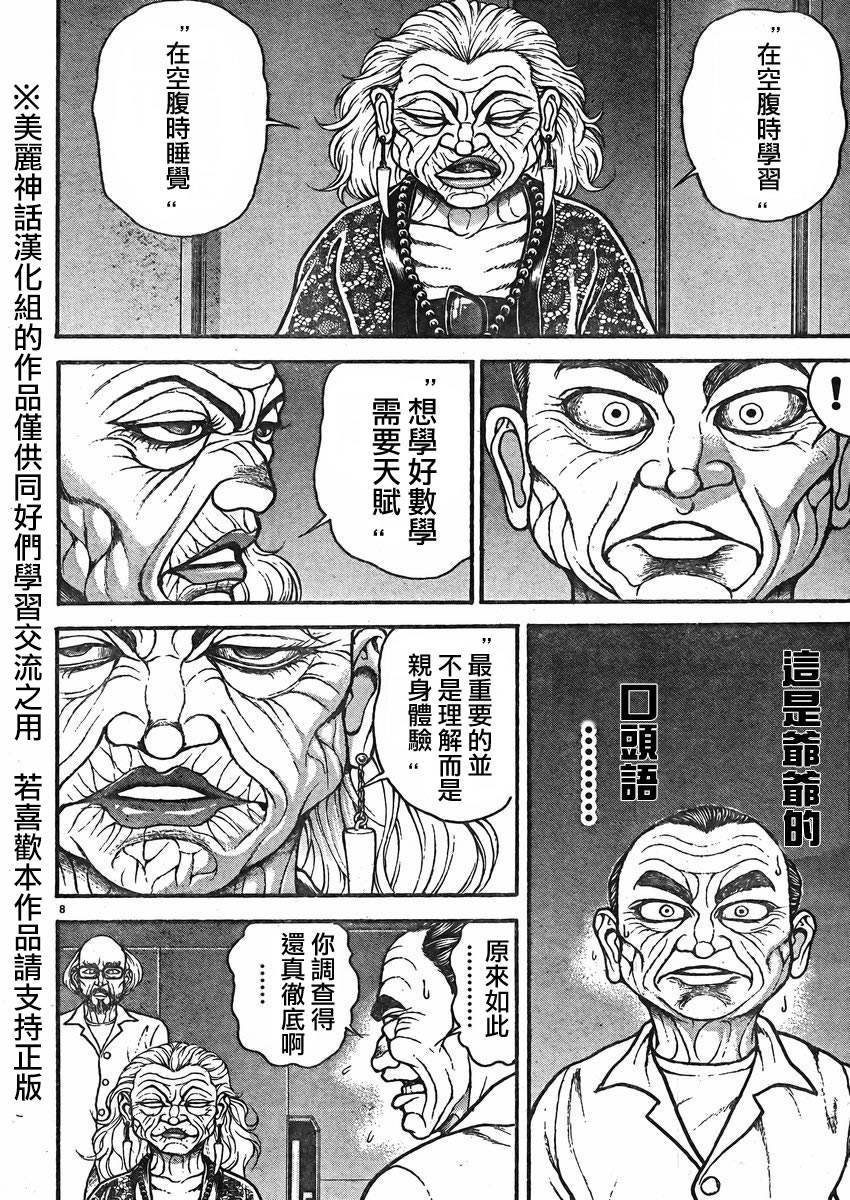 ”在空腹時學習“
”在空腹時睡覺“
！
”想學好數學
需要天賦“
這是爺爺的
口頭語
………
”最重要的並
不是理解而是
親身體驗“
原來如此
………
你調查得
還真徹底啊
……
8
※美麗神話漢化組的作品僅供同好們學習交流之用 若喜歡本作品請支持正版